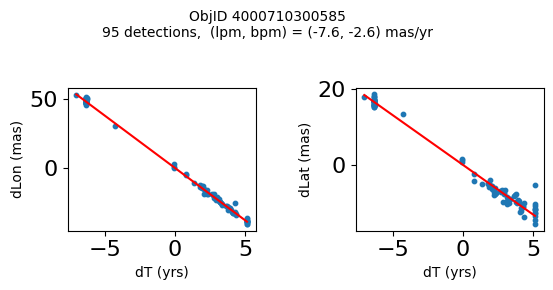 ObjID 4000710300585
95 detections,  (lpm, bpm) = (-7.6, -2.6) mas/yr
dLon (mas)
50
0
−5
0
5
dT (yrs)
dLat (mas)
20
0
−5
0
5
dT (yrs)